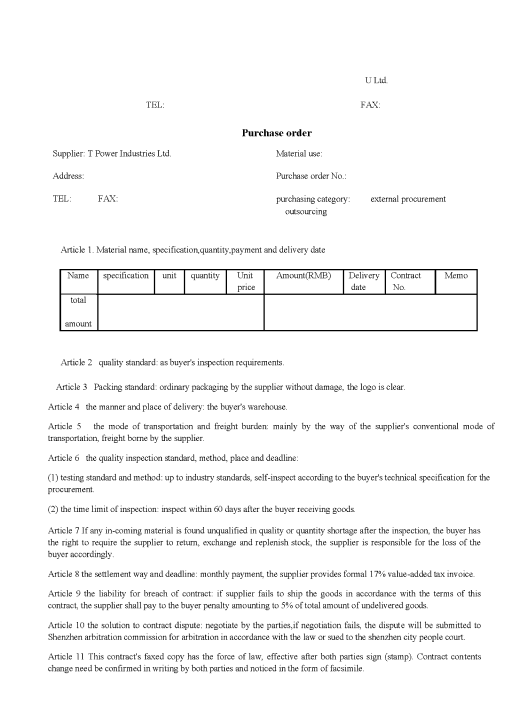 U Ltd.
TEL: FAX:
Purchase order
Supplier: T Power Industries Ltd. Material use:
Address: Purchase order No.:
TEL: FAX: purchasing category: external procurement
outsourcing
Article 1. Material name, specification,quantity,payment and delivery date
Name specification unit quantity Unit price Amount(RMB) Delivery date Contract No. Memo
total
amount
Article 2 quality standard: as buyer's inspection requirements.
Article 3 Packing standard: ordinary packaging by the supplier without damage, the logo is clear.
Article 4 the manner and place of delivery: the buyer's warehouse.
Article 5 the mode of transportation and freight burden: mainly by the way of the supplier's conventional mode of
transportation, freight borne by the supplier.
Article 6 the quality inspection standard, method, place and deadline:
(1) testing standard and method: up to industry standards, self-inspect according to the buyer's technical specification for the
procurement.
(2) the time limit of inspection: inspect within 60 days after the buyer receiving goods.
Article 7 If any in-coming material is found unqualified in quality or quantity shortage after the inspection, the buyer has
the right to require the supplier to return, exchange and replenish stock, the supplier is responsible for the loss of the
buyer accordingly.
Article 8 the settlement way and deadline: monthly payment, the supplier provides formal 17% value-added tax invoice.
Article 9 the liability for breach of contract: if supplier fails to ship the goods in accordance with the terms of this
contract, the supplier shall pay to the buyer penalty amounting to 5% of total amount of undelivered goods.
Article 10 the solution to contract dispute: negotiate by the parties,if negotiation fails, the dispute will be submitted to
Shenzhen arbitration commission for arbitration in accordance with the law or sued to the shenzhen city people court.
Article 11 This contract's faxed copy has the force of law, effective after both parties sign (stamp). Contract contents
change need be confirmed in writing by both parties and noticed in the form of facsimile.